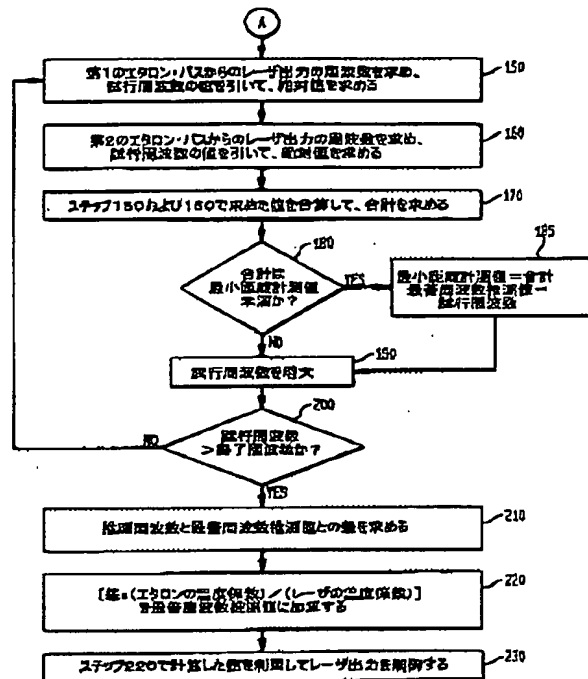 A
第1のエタロン・パスからのレーザ出力の周波数を求め、
試行周波数の値を引いて、絶対値を求める
150
第2のエタロン・パスからのレーザ出力の周波数を求め、
試行周波数の値を引いて、絶対値を求める
160
ステップ150および160で求めた値を合算して、合計を求める
170
180
合計は
最小距離計測値
未満か?
YES
185
最小距離計測値=合計
最善周波数推測値=
試行周波数
NO
190
試行周波数を増大
200
試行周波数
>終了周波数か?
NO
YES
推測周波数と最善周波数推測値との差を求める
210
[差*(エタロンの温度係数)/(レーザの温度係数)]
を最善周波数推測値に加算する
220
ステップ220で計算した値を利用してレーザ出力を制御する
230